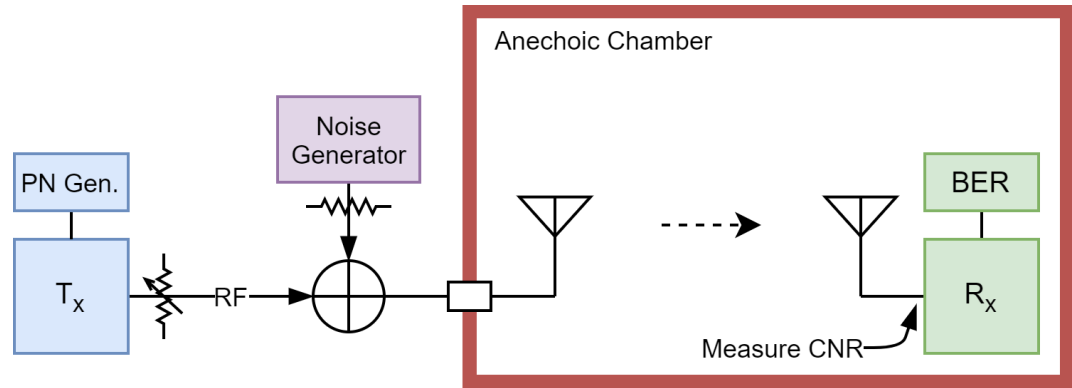 Anechoic Chamber
Noise
Generator
PN Gen.
BER
Tx
RF
Rx
Measure CNR